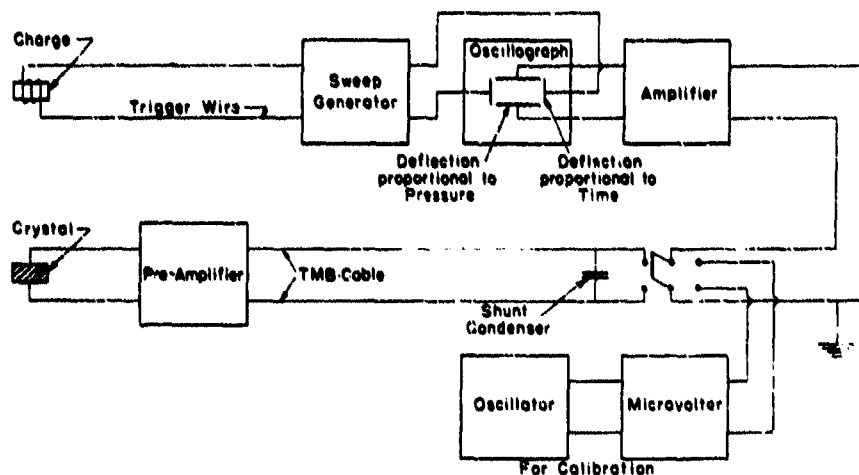 Charge
Sweep
Generator
Trigger Wire
Oscillograph
Amplifier
Deflection
proportional to
Pressure
Deflection
proportional to
Time
Crystal
Pre-Amplifier
TMB-Cable
Shunt
Condenser
Oscillator
Microvolter
For Calibration